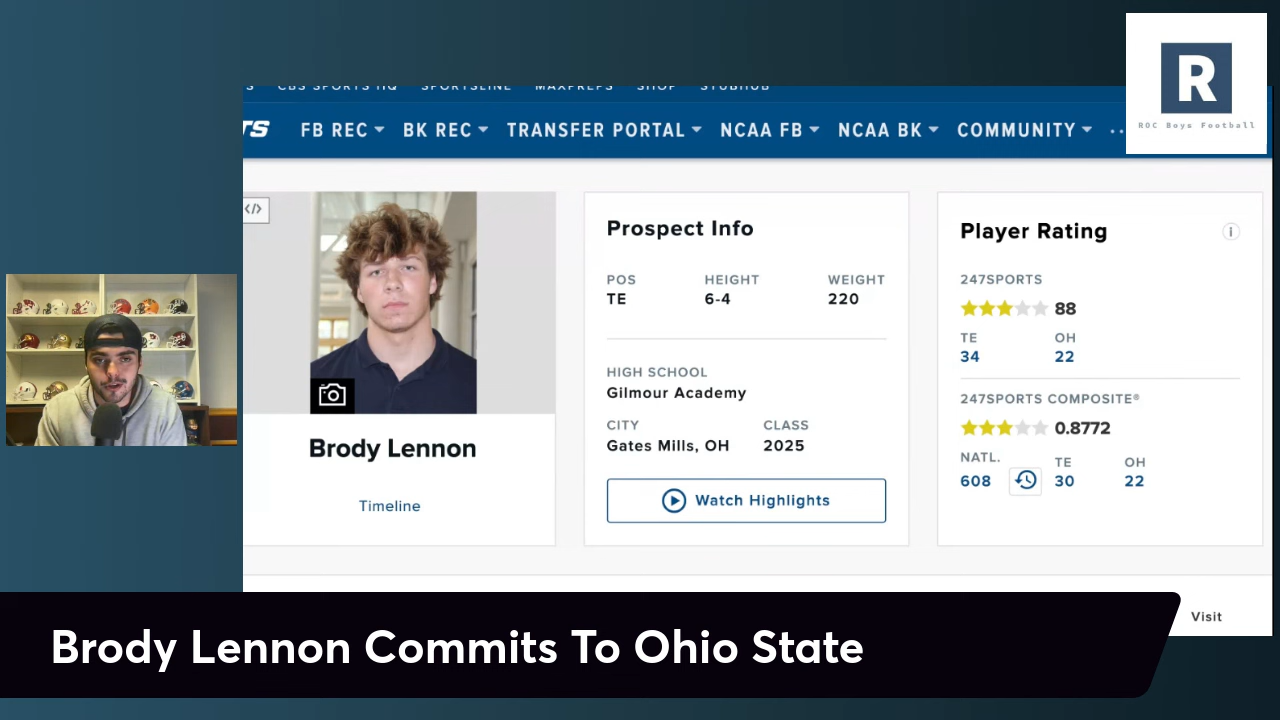 CBS SPORTS HQ SPORTSLINE MAXPREPS SHOP STUBHUB
TS FB REC BK REC TRANSFER PORTAL NCAA FB NCAA BK COMMUNITY ..
R
ROC Boys Football
</>
Brody Lennon
Timeline
Prospect Info
POS HEIGHT WEIGHT
TE 6-4 220
HIGH SCHOOL
Gilmour Academy
CITY CLASS
Gates Mills, OH 2025
Watch Highlights
Player Rating
i
247SPORTS
88
TE OH
34 22
247SPORTS COMPOSITE®
0.8772
NATL. TE OH
608 30 22
Visit
Brody Lennon Commits To Ohio State